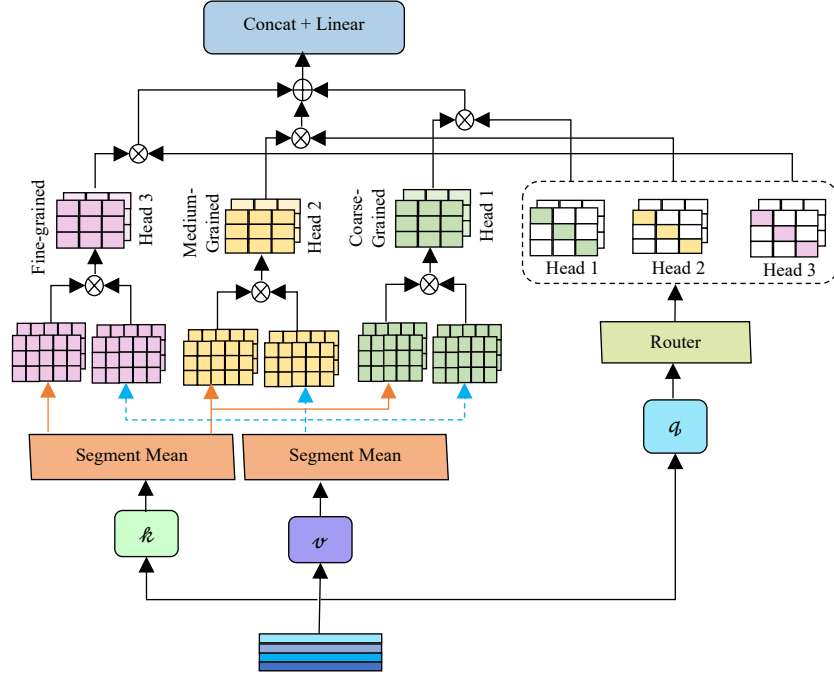 Concat + Linear
Fine-grained
Head 3
Medium-
Grained
Head 2
Coarse-
Grained
Head 1
Head 1
Head 2
Head 3
Router
q
Segment Mean
Segment Mean
k
v